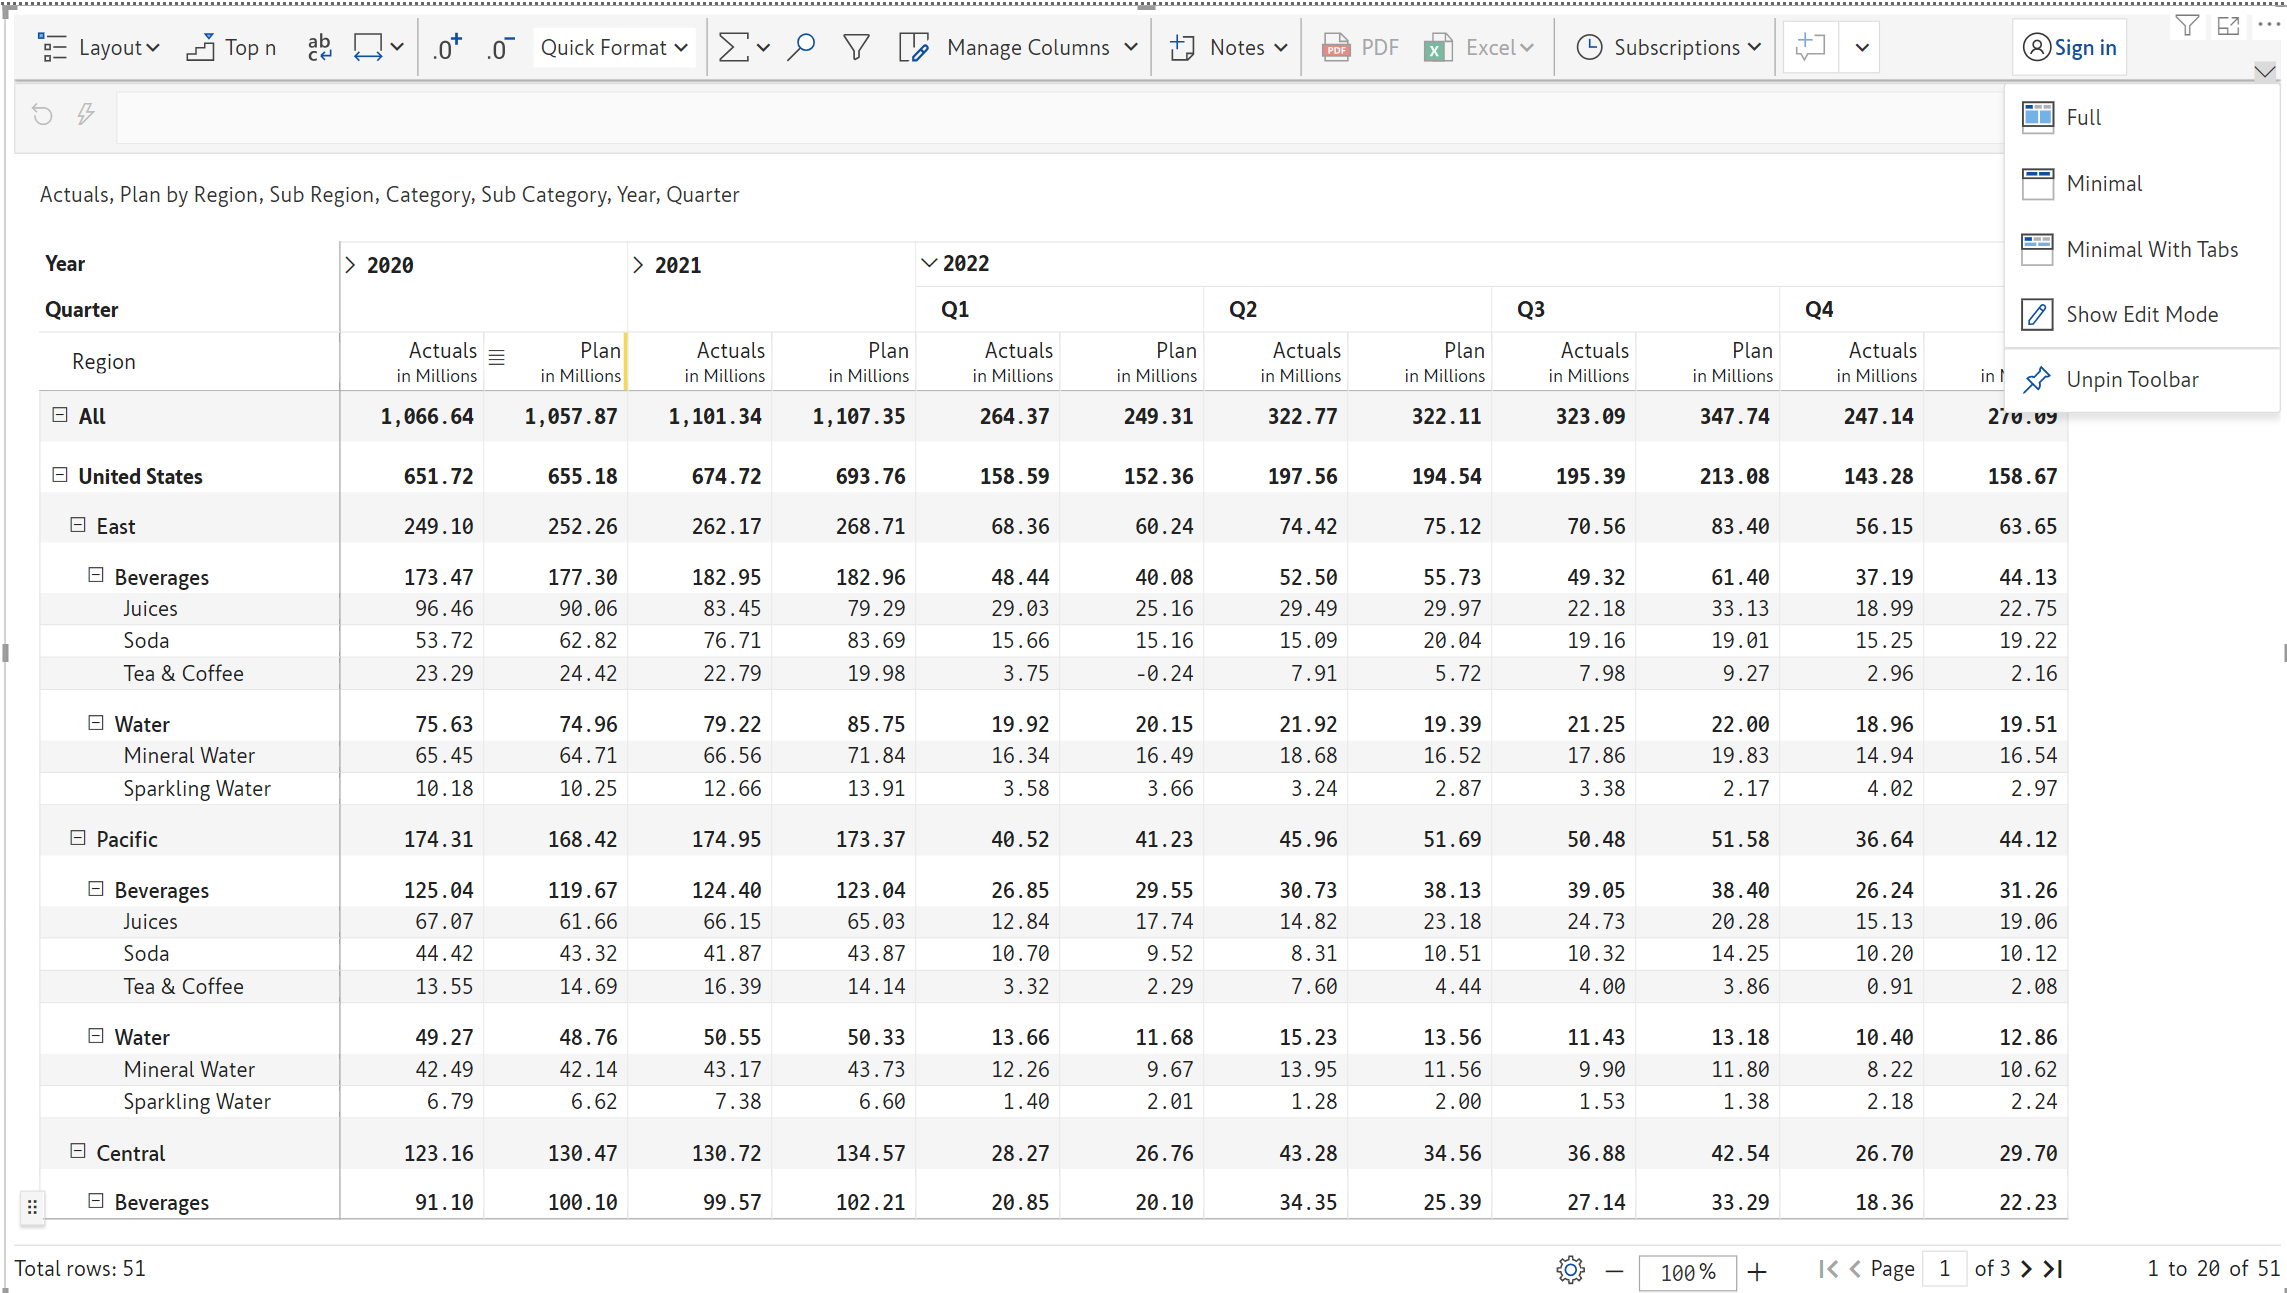 Layout Top n ab c Quick Format Manage Columns Notes PDF Excel Subscriptions Sign in
Full
Minimal
Minimal With Tabs
Show Edit Mode
Unpin Toolbar
Actuals, Plan by Region, Sub Region, Category, Sub Category, Year, Quarter
Year 2020 2021 2022
Quarter Q1 Q2 Q3 Q4
Region Actuals Plan Actuals Plan Actuals Plan Actuals Plan Actuals Plan Actuals
in Millions in Millions in Millions in Millions in Millions in Millions in Millions in Millions in Millions in Millions in Millions in
All 1,066.64 1,057.87 1,101.34 1,107.35 264.37 249.31 322.77 322.11 323.09 347.74 247.14 270.09
United States 651.72 655.18 674.72 693.76 158.59 152.36 197.56 194.54 195.39 213.08 143.28 158.67
East 249.10 252.26 262.17 268.71 68.36 60.24 74.42 75.12 70.56 83.40 56.15 63.65
Beverages 173.47 177.30 182.95 182.96 48.44 40.08 52.50 55.73 49.32 61.40 37.19 44.13
Juices 96.46 90.06 83.45 79.29 29.03 25.16 29.49 29.97 22.18 33.13 18.99 22.75
Soda 53.72 62.82 76.71 83.69 15.66 15.16 15.09 20.04 19.16 19.01 15.25 19.22
Tea & Coffee 23.29 24.42 22.79 19.98 3.75 -0.24 7.91 5.72 7.98 9.27 2.96 2.16
Water 75.63 74.96 79.22 85.75 19.92 20.15 21.92 19.39 21.25 22.00 18.96 19.51
Mineral Water 65.45 64.71 66.56 71.84 16.34 16.49 18.68 16.52 17.86 19.83 14.94 16.54
Sparkling Water 10.18 10.25 12.66 13.91 3.58 3.66 3.24 2.87 3.38 2.17 4.02 2.97
Pacific 174.31 168.42 174.95 173.37 40.52 41.23 45.96 51.69 50.48 51.58 36.64 44.12
Beverages 125.04 119.67 124.40 123.04 26.85 29.55 30.73 38.13 39.05 38.40 26.24 31.26
Juices 67.07 61.66 66.15 65.03 12.84 17.74 14.82 23.18 24.73 20.28 15.13 19.06
Soda 44.42 43.32 41.87 43.87 10.70 9.52 8.31 10.51 10.32 14.25 10.20 10.12
Tea & Coffee 13.55 14.69 16.39 14.14 3.32 2.29 7.60 4.44 4.00 3.86 0.91 2.08
Water 49.27 48.76 50.55 50.33 13.66 11.68 15.23 13.56 11.43 13.18 10.40 12.86
Mineral Water 42.49 42.14 43.17 43.73 12.26 9.67 13.95 11.56 9.90 11.80 8.22 10.62
Sparkling Water 6.79 6.62 7.38 6.60 1.40 2.01 1.28 2.00 1.53 1.38 2.18 2.24
Central 123.16 130.47 130.72 134.57 28.27 26.76 43.28 34.56 36.88 42.54 26.70 29.70
Beverages 91.10 100.10 99.57 102.21 20.85 20.10 34.35 25.39 27.14 33.29 18.36 22.23
Total rows: 51 100% Page 1 of 3 1 to 20 of 51